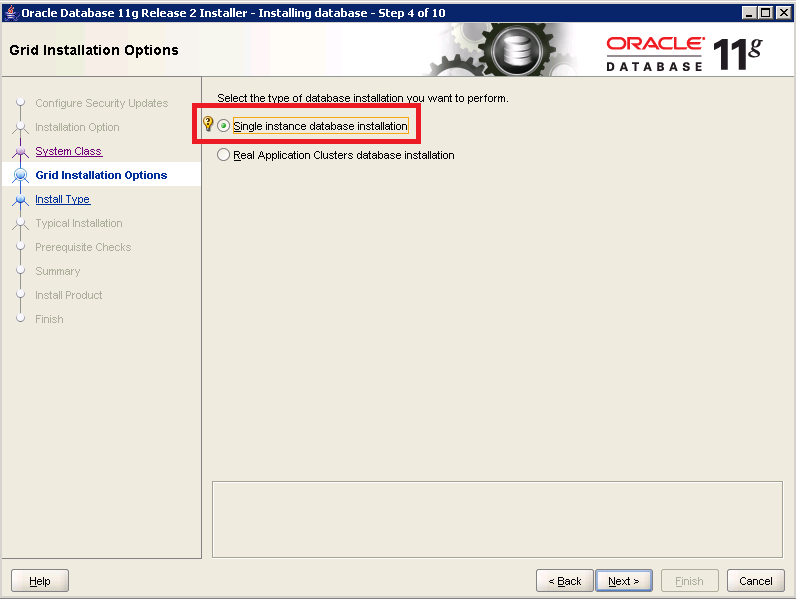 Oracle Database 11g Release 2 Installer - Installing database - Step 4 of 10
Grid Installation Options
ORACLE
DATABASE
11g
Configure Security Updates
Installation Option
System Class
Grid Installation Options
Install Type
Typical Installation
Prerequisite Checks
Summary
Install Product
Finish
Select the type of database installation you want to perform.
Single instance database installation
Real Application Clusters database installation
Help
< Back
Next >
Finish
Cancel